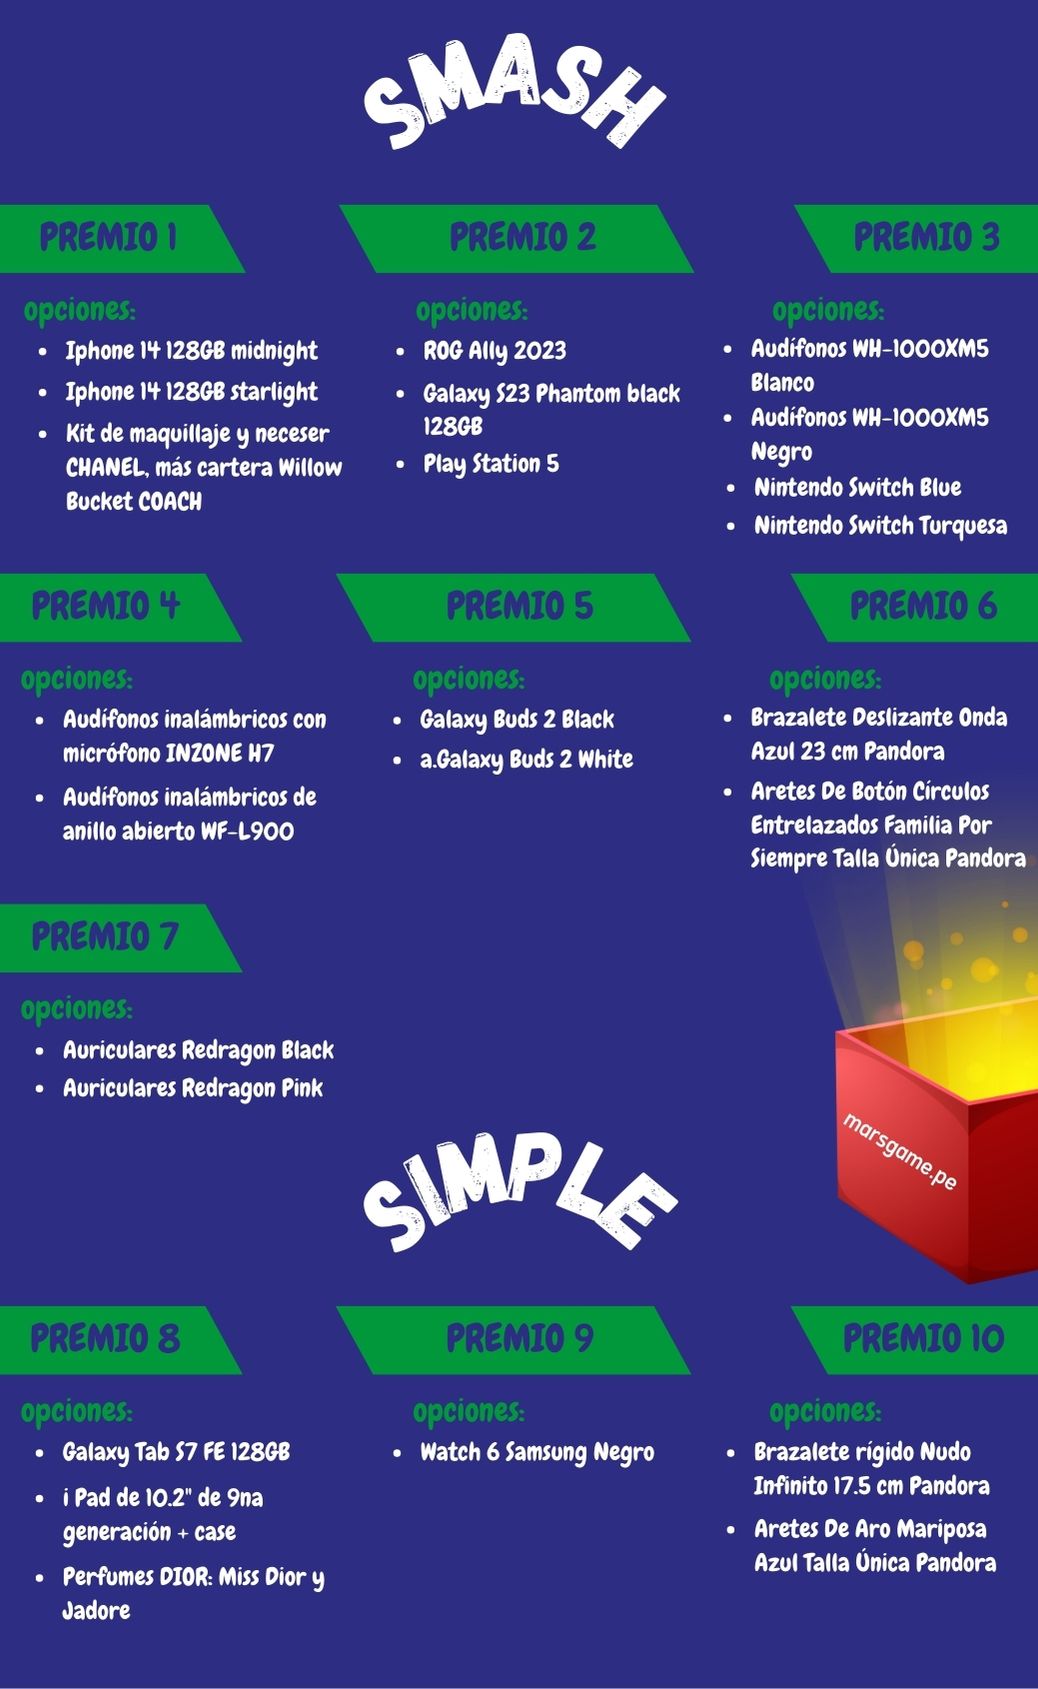 SMASH
PREMIO 1
opciones:
Iphone 14 128GB midnight
Iphone 14 128GB starlight
Kit de maquillaje y neceser
CHANEL, más cartera Willow
Bucket COACH
PREMIO 2
opciones:
ROG Ally 2023
Galaxy S23 Phantom black
128GB
Play Station 5
PREMIO 3
opciones:
Audífonos WH-1000XM5
Blanco
Audífonos WH-1000XM5
Negro
Nintendo Switch Blue
Nintendo Switch Turquesa
PREMIO 4
opciones:
Audífonos inalámbricos con
micrófono INZONE H7
Audífonos inalámbricos de
anillo abierto WF-L900
PREMIO 5
opciones:
Galaxy Buds 2 Black
a.Galaxy Buds 2 White
PREMIO 6
opciones:
Brazalete Deslizante Onda
Azul 23 cm Pandora
Aretes De Botón Círculos
Entrelazados Familia Por
Siempre Talla Única Pandora
PREMIO 7
opciones:
Auriculares Redragon Black
Auriculares Redragon Pink
marsgame.pe
SIMPLE
PREMIO 8
opciones:
Galaxy Tab S7 FE 128GB
i Pad de 10.2" de 9na
generación + case
Perfumes DIOR: Miss Dior y
Jadore
PREMIO 9
opciones:
Watch 6 Samsung Negro
PREMIO 10
opciones:
Brazalete rígido Nudo
Infinito 17.5 cm Pandora
Aretes De Aro Mariposa
Azul Talla Única Pandora